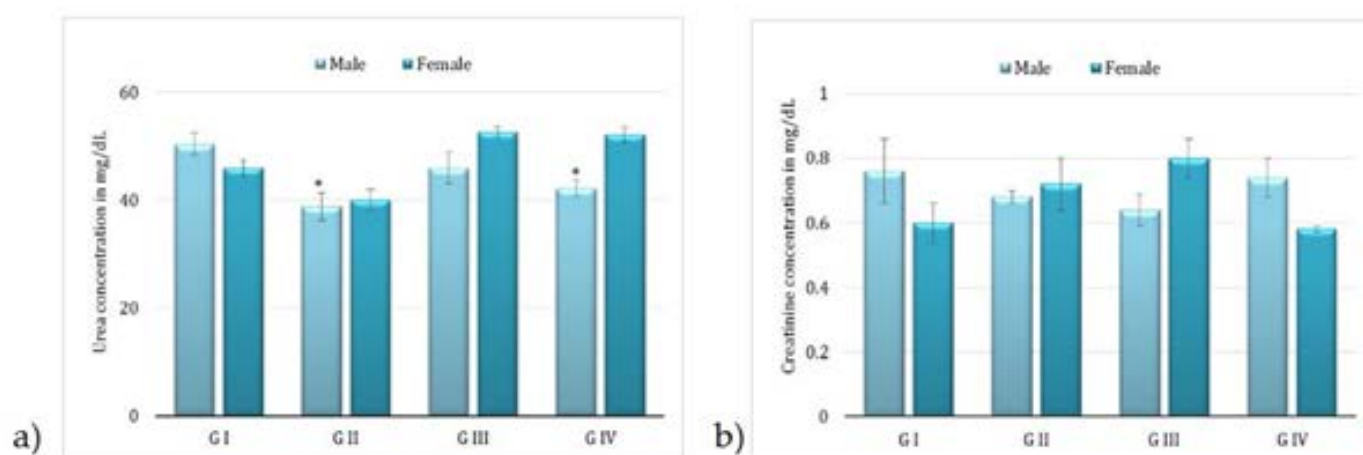 Male Female
Urea concentration in mg/dL
60
40
20
0
*
*
G I G II G III G IV
a)
Male Female
Creatinine concentration in mg/dL
1
0.8
0.6
0.4
0.2
0
G I G II G III G IV
b)